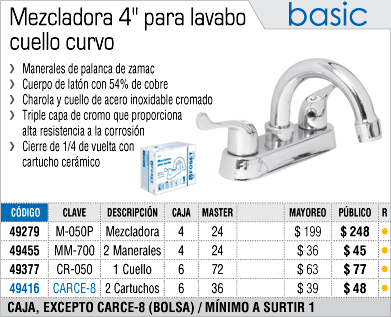 Mezcladora 4" para lavabo
cuello curvo
basic
› Manerales de palanca de zamac
› Cuerpo de latón con 54% de cobre
› Charola y cuello de acero inoxidable cromado
› Triple capa de cromo que proporciona
alta resistencia a la corrosión
› Cierre de 1/4 de vuelta con
cartucho cerámico
FOSET
CÓDIGO CLAVE DESCRIPCIÓN CAJA MASTER MAYOREO PÚBLICO R
49279 M-050P Mezcladora 4 24 $ 199 $ 248 •
49455 MM-700 2 Manerales 4 24 $ 36 $ 45 •
49377 CR-050 1 Cuello 6 72 $ 63 $ 77 •
49416 CARCE-8 2 Cartuchos 6 36 $ 39 $ 48 •
CAJA, EXCEPTO CARCE-8 (BOLSA) / MÍNIMO A SURTIR 1